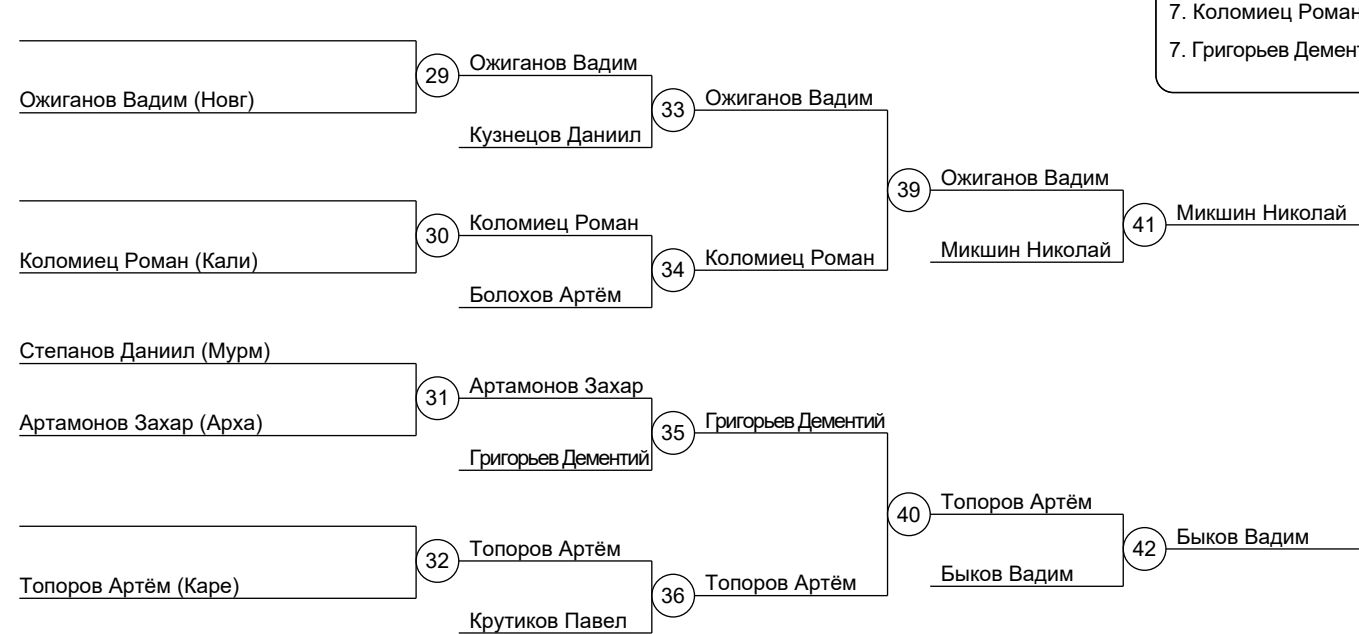 7. Коломиец Роман
7. Григорьев
29
Ожиганов Вадим
Ожиганов Вадим (Новг)
33
Ожиганов Вадим
Кузнецов Даниил
39
Ожиганов Вадим
30
Коломиец Роман
41
Микшин Николай
Коломиец Роман (Кали)
34
Коломиец Роман
Микшин Николай
Болохов Артём
Степанов Даниил (Мурм)
31
Артамонов Захар
Артамонов Захар (Арха)
35
Григорьев Дементий
Григорьев Дементий
40
Топоров Артём
32
Топоров Артём
42
Быков Вадим
Топоров Артём (Каре)
36
Топоров Артём
Быков Вадим
Крутиков Павел